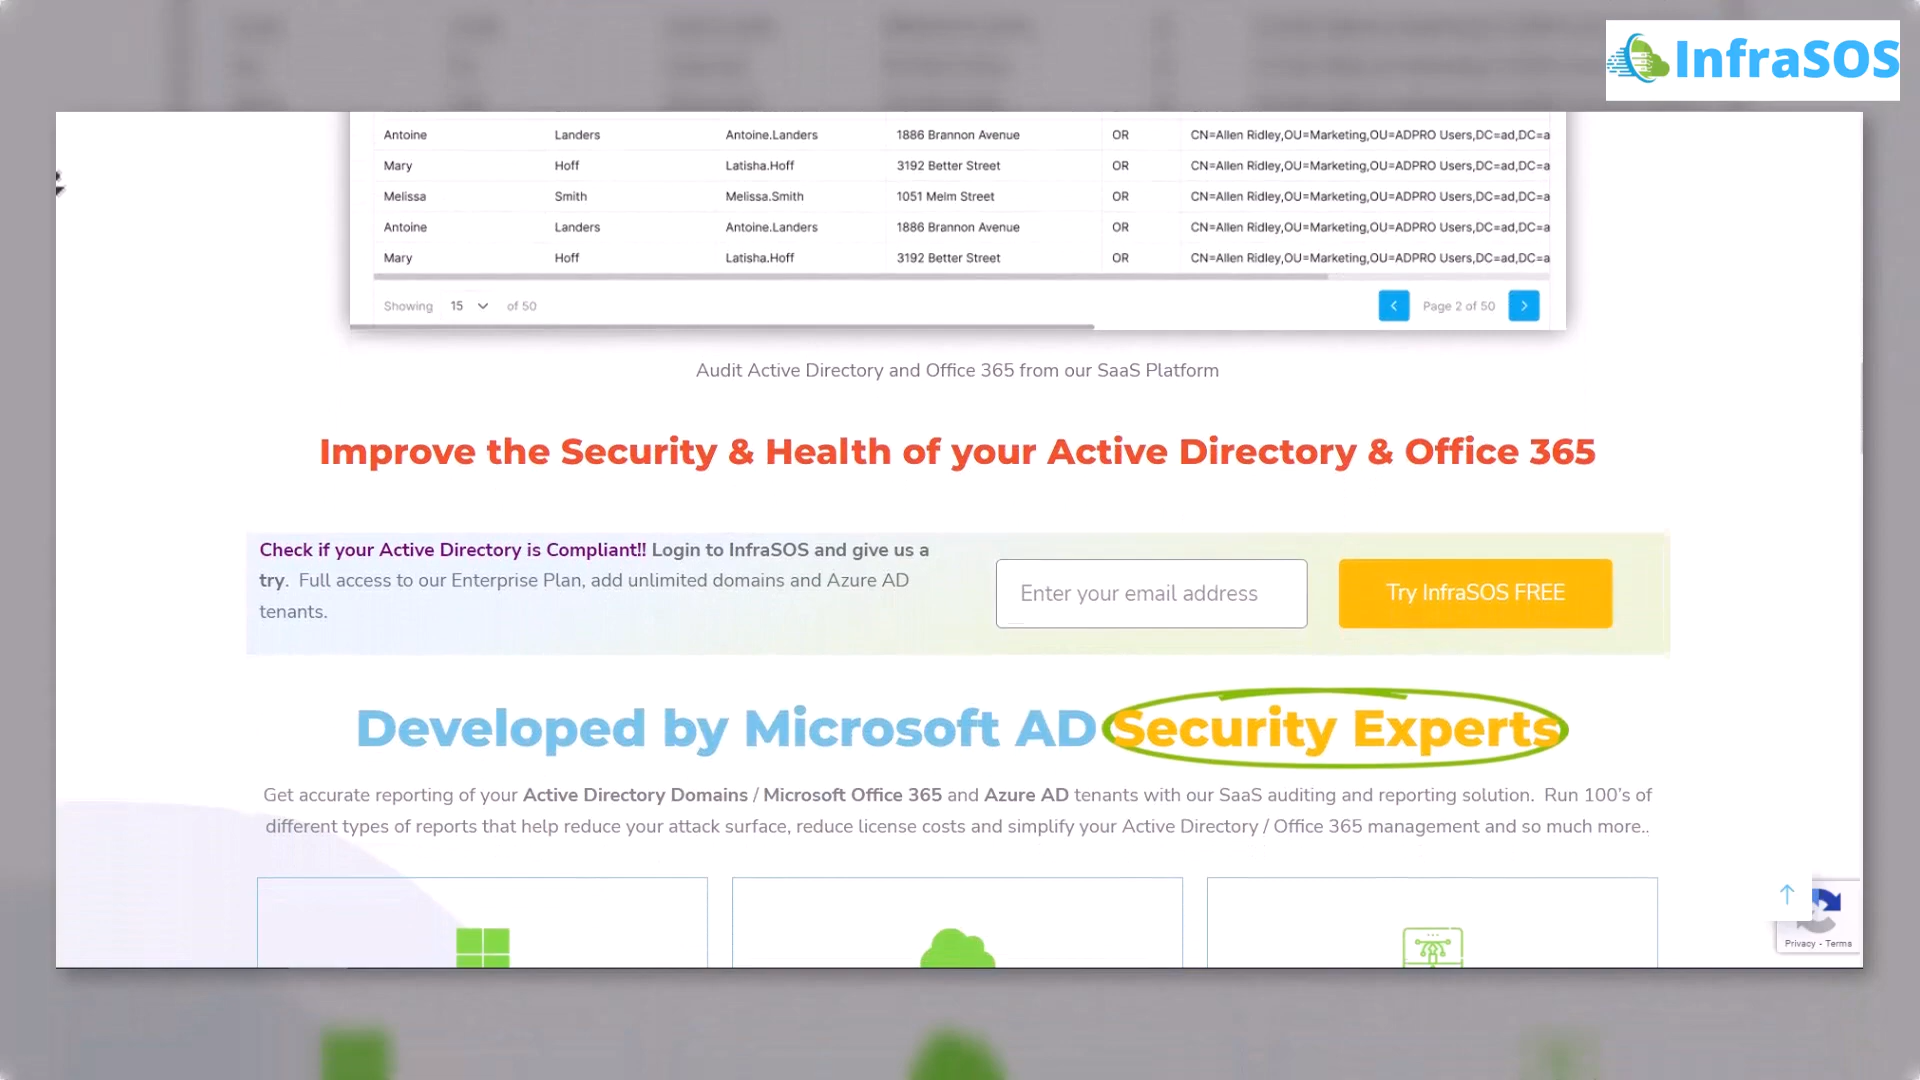 InfraSOS
Antoine Landers Antoine.Landers 1886 Brannon Avenue OR CN=Allen Ridley,OU=Marketing,OU=ADPRO Users,DC=ad,DC=a
Mary Hoff Latisha.Hoff 3192 Better Street OR CN=Allen Ridley,OU=Marketing,OU=ADPRO Users,DC=ad,DC=a
Melissa Smith Melissa.Smith 1051 Melm Street OR CN=Allen Ridley,OU=Marketing,OU=ADPRO Users,DC=ad,DC=a
Antoine Landers Antoine.Landers 1886 Brannon Avenue OR CN=Allen Ridley,OU=Marketing,OU=ADPRO Users,DC=ad,DC=a
Mary Hoff Latisha.Hoff 3192 Better Street OR CN=Allen Ridley,OU=Marketing,OU=ADPRO Users,DC=ad,DC=a
Showing 15 of 50 Page 2 of 50
Audit Active Directory and Office 365 from our SaaS Platform
Improve the Security & Health of your Active Directory & Office 365
Check if your Active Directory is Compliant!! Login to InfraSOS and give us a
try. Full access to our Enterprise Plan, add unlimited domains and Azure AD
tenants.
Enter your email address
Try InfraSOS FREE
Developed by Microsoft AD Security Experts
Get accurate reporting of your Active Directory Domains / Microsoft Office 365 and Azure AD tenants with our SaaS auditing and reporting solution. Run 100's of
different types of reports that help reduce your attack surface, reduce license costs and simplify your Active Directory / Office 365 management and so much more..
Privacy - Terms